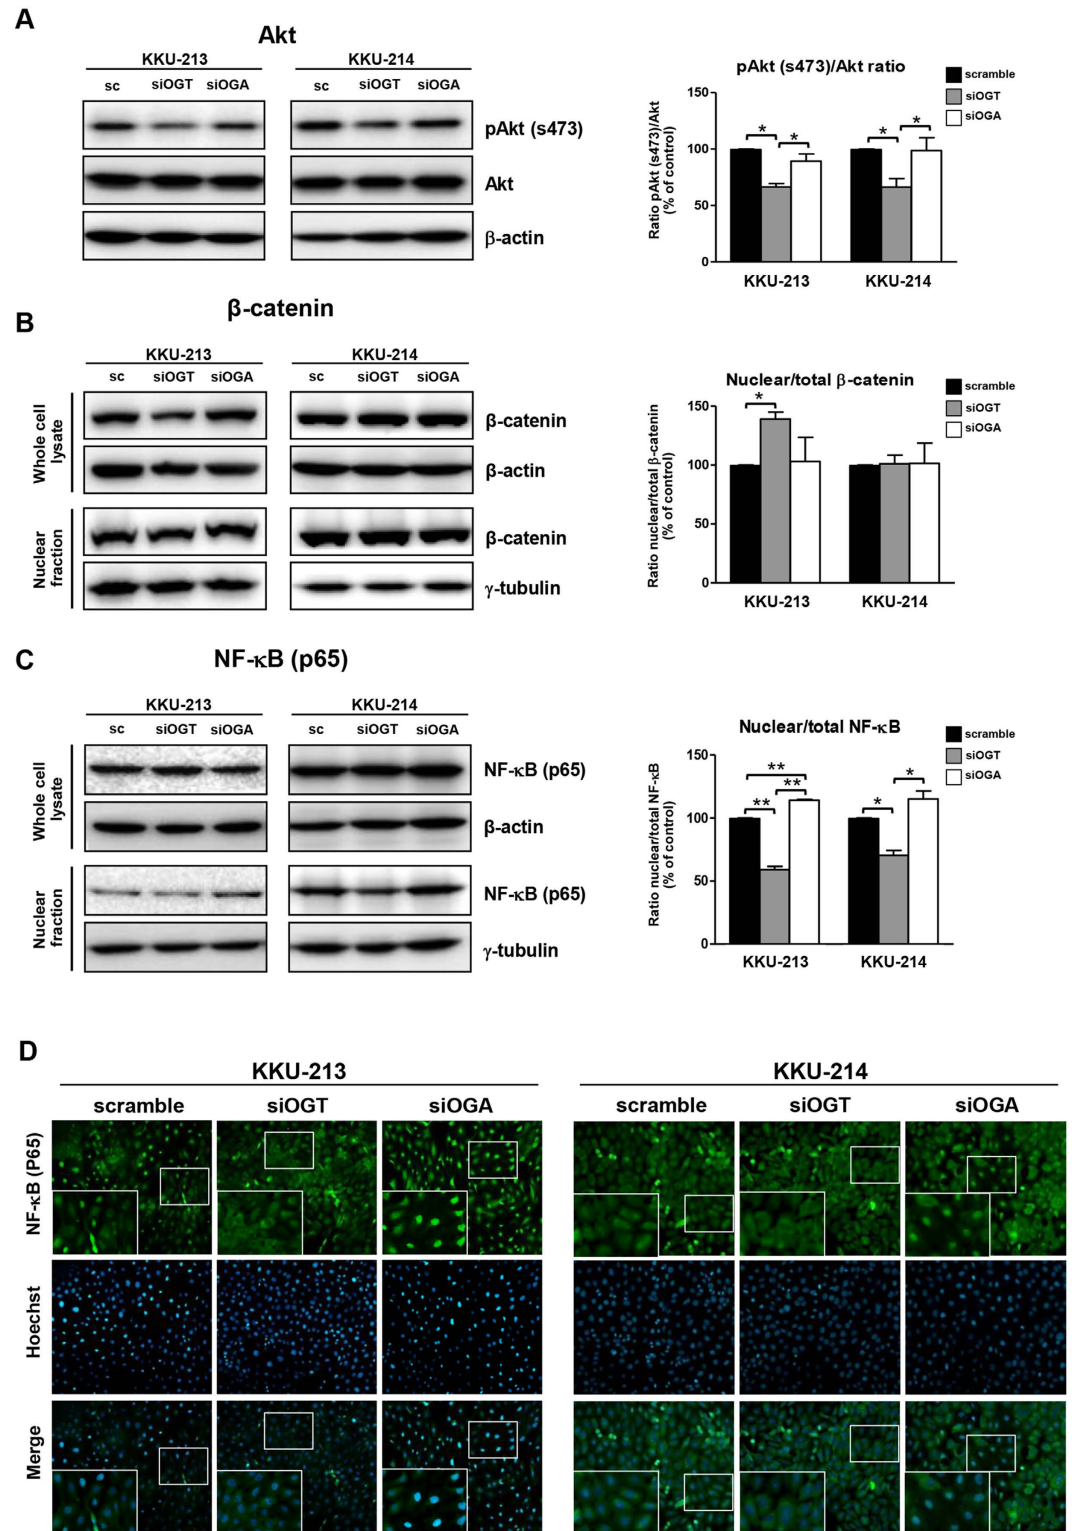 A
Akt
KKU-213 KKU-214
sc siOGT siOGA sc siOGT siOGA
pAkt (s473)
Akt
β-actin
pAkt (s473)/Akt ratio
scramble
siOGT
siOGA
Ratio pAkt (s473)/Akt
(% of control)
150
100
50
0
* * * *
KKU-213 KKU-214
B
β-catenin
KKU-213 KKU-214
sc siOGT siOGA sc siOGT siOGA
Whole cell
lysate
β-catenin
β-actin
Nuclear
fraction
β-catenin
γ-tubulin
Nuclear/total β-catenin
scramble
siOGT
siOGA
Ratio nuclear/total β-catenin
(% of control)
150
100
50
0
*
KKU-213 KKU-214
C
NF-κB (p65)
KKU-213 KKU-214
sc siOGT siOGA sc siOGT siOGA
Whole cell
lysate
NF-κB (p65)
β-actin
Nuclear
fraction
NF-κB (p65)
γ-tubulin
Nuclear/total NF-κB
scramble
siOGT
siOGA
Ratio nuclear/total NF-κB
(% of control)
150
100
50
0
**
** **
* *
KKU-213 KKU-214
D
KKU-213 KKU-214
scramble siOGT siOGA scramble siOGT siOGA
NF-κB (P65)
Hoechst
Merge